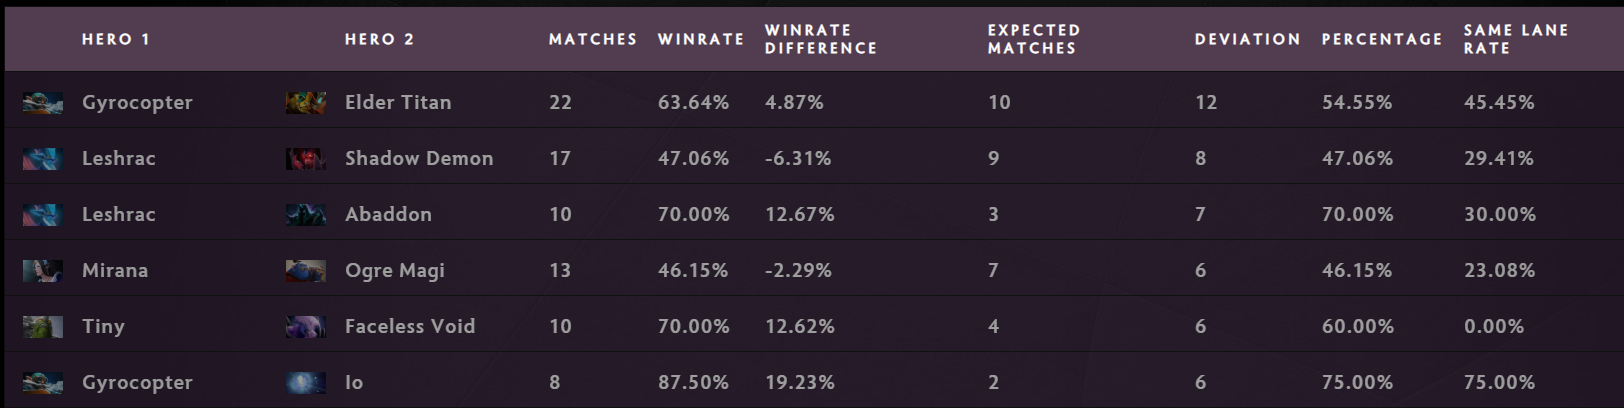 HERO 1 HERO 2 MATCHES WINRATE WINRATE DIFFERENCE EXPECTED MATCHES DEVIATION PERCENTAGE SAME LANE RATE
Gyrocopter Elder Titan 22 63.64% 4.87% 10 12 54.55% 45.45%
Leshrac Shadow Demon 17 47.06% -6.31% 9 8 47.06% 29.41%
Leshrac Abaddon 10 70.00% 12.67% 3 7 70.00% 30.00%
Mirana Ogre Magi 13 46.15% -2.29% 7 6 46.15% 23.08%
Tiny Faceless Void 10 70.00% 12.62% 4 6 60.00% 0.00%
Gyrocopter Io 8 87.50% 19.23% 2 6 75.00% 75.00%